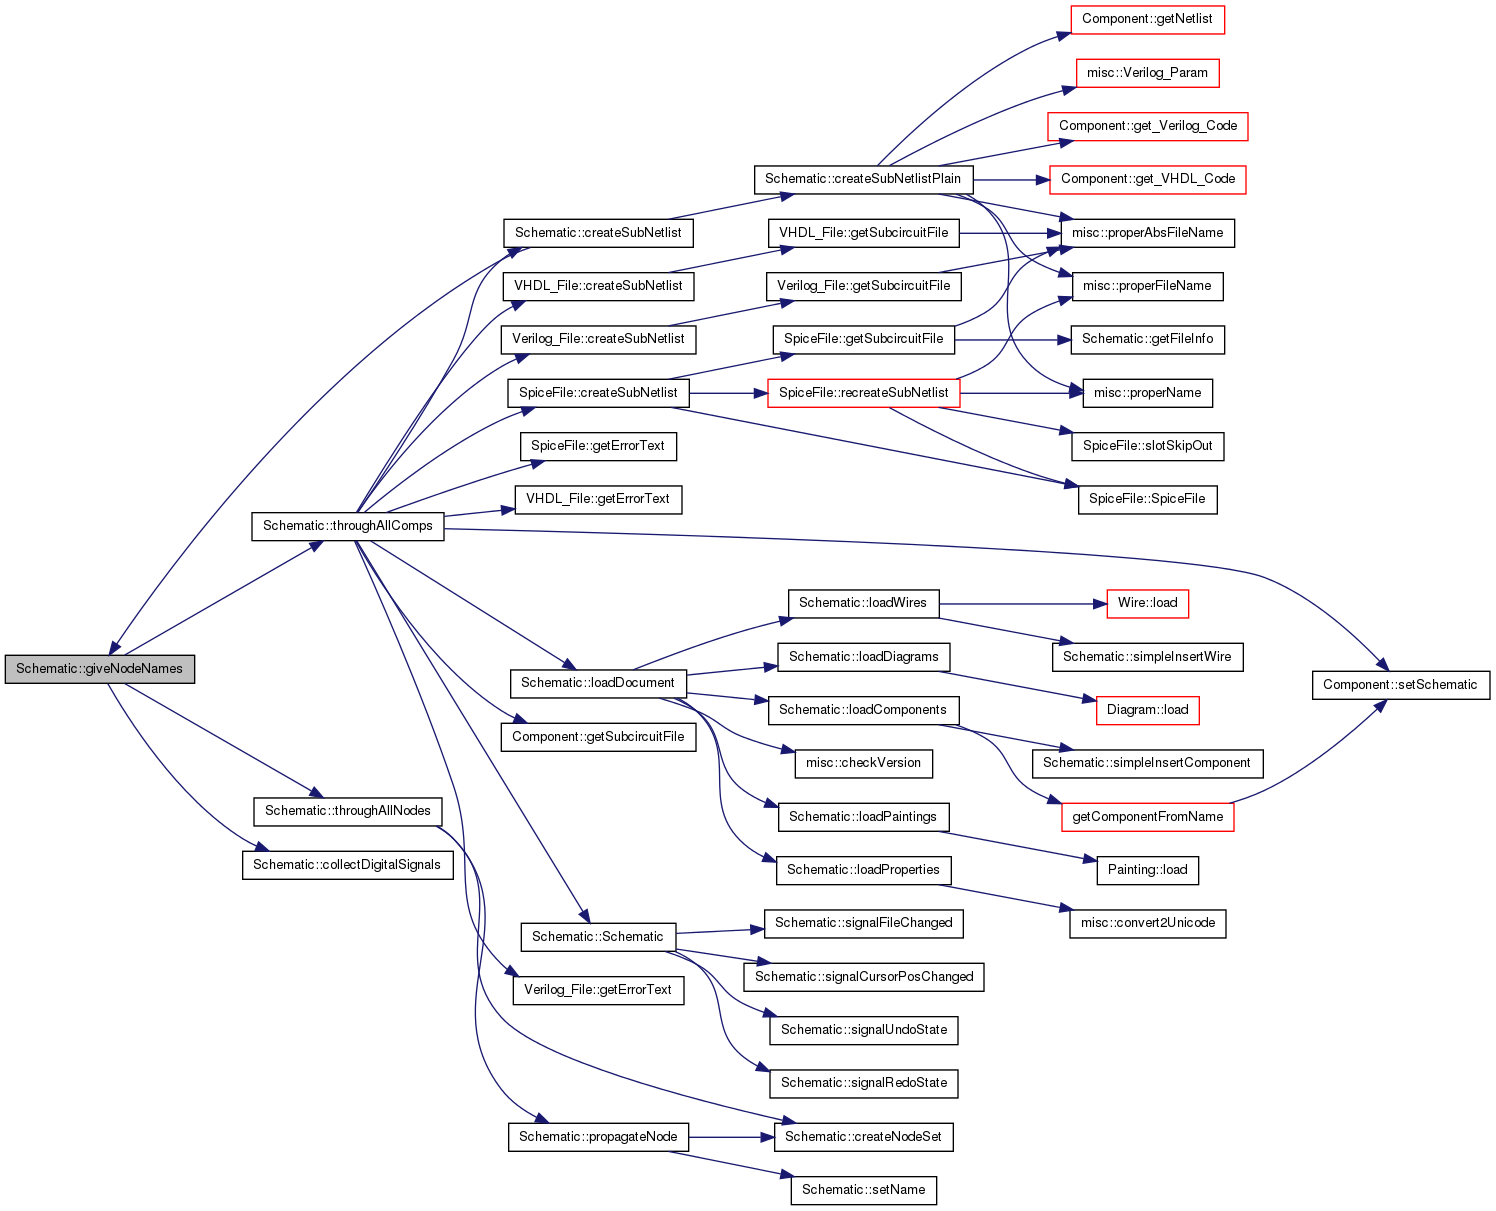 Component::getNetlist
misc::Verilog_Param
Component::get_Verilog_Code
Schematic::createSubNetlistPlain
Component::get_VHDL_Code
Schematic::createSubNetlist
VHDL_File::getSubcircuitFile
misc::properAbsFileName
VHDL_File::createSubNetlist
Verilog_File::getSubcircuitFile
misc::properFileName
Verilog_File::createSubNetlist
SpiceFile::getSubcircuitFile
Schematic::getFileInfo
SpiceFile::createSubNetlist
SpiceFile::recreateSubNetlist
misc::properName
SpiceFile::getErrorText
SpiceFile::slotSkipOut
VHDL_File::getErrorText
SpiceFile::SpiceFile
Schematic::throughAllComps
Schematic::loadWires
Wire::load
Schematic::giveNodeNames
Schematic::loadDiagrams
Schematic::simpleInsertWire
Schematic::loadDocument
Component::setSchematic
Schematic::loadComponents
Diagram::load
Component::getSubcircuitFile
misc::checkVersion
Schematic::simpleInsertComponent
Schematic::throughAllNodes
Schematic::loadPaintings
getComponentFromName
Schematic::collectDigitalSignals
Schematic::loadProperties
Painting::load
Schematic::Schematic
Schematic::signalFileChanged
misc::convert2Unicode
Verilog_File::getErrorText
Schematic::signalCursorPosChanged
Schematic::signalUndoState
Schematic::signalRedoState
Schematic::propagateNode
Schematic::createNodeSet
Schematic::setName